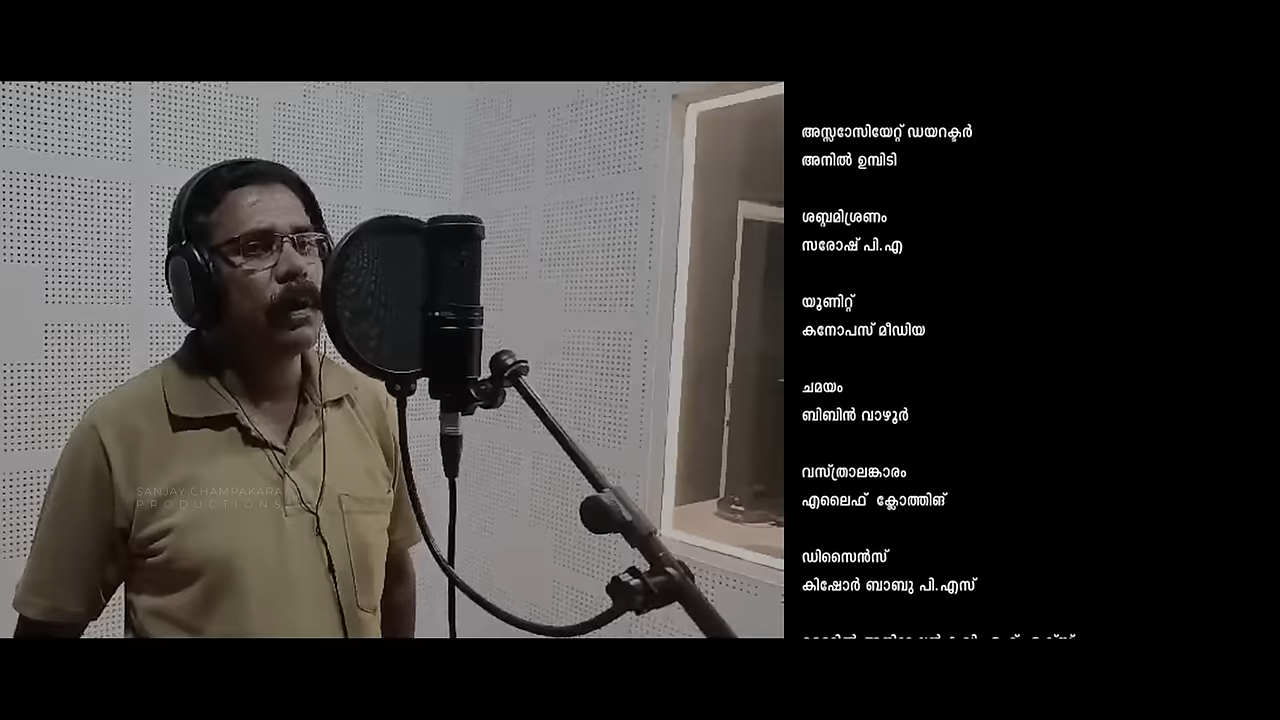 SANJAY CHAMPAKARA
PRODUCTIONS
അസ്സോസിയേറ്റ് ഡയറക്ടർ
അനിൽ ഉമ്പിടി
ശബ്ദമിശ്രണം
സരോഷ് പി.എ
യൂണിറ്റ്
കനോപസ് മീഡിയ
ചമയം
ബിബിൻ വാഴൂർ
വസ്ത്രാലങ്കാരം
എലൈഫ് ക്ലോത്തിങ്
ഡിസൈൻസ്
കിഷോർ ബാബു പി.എസ്